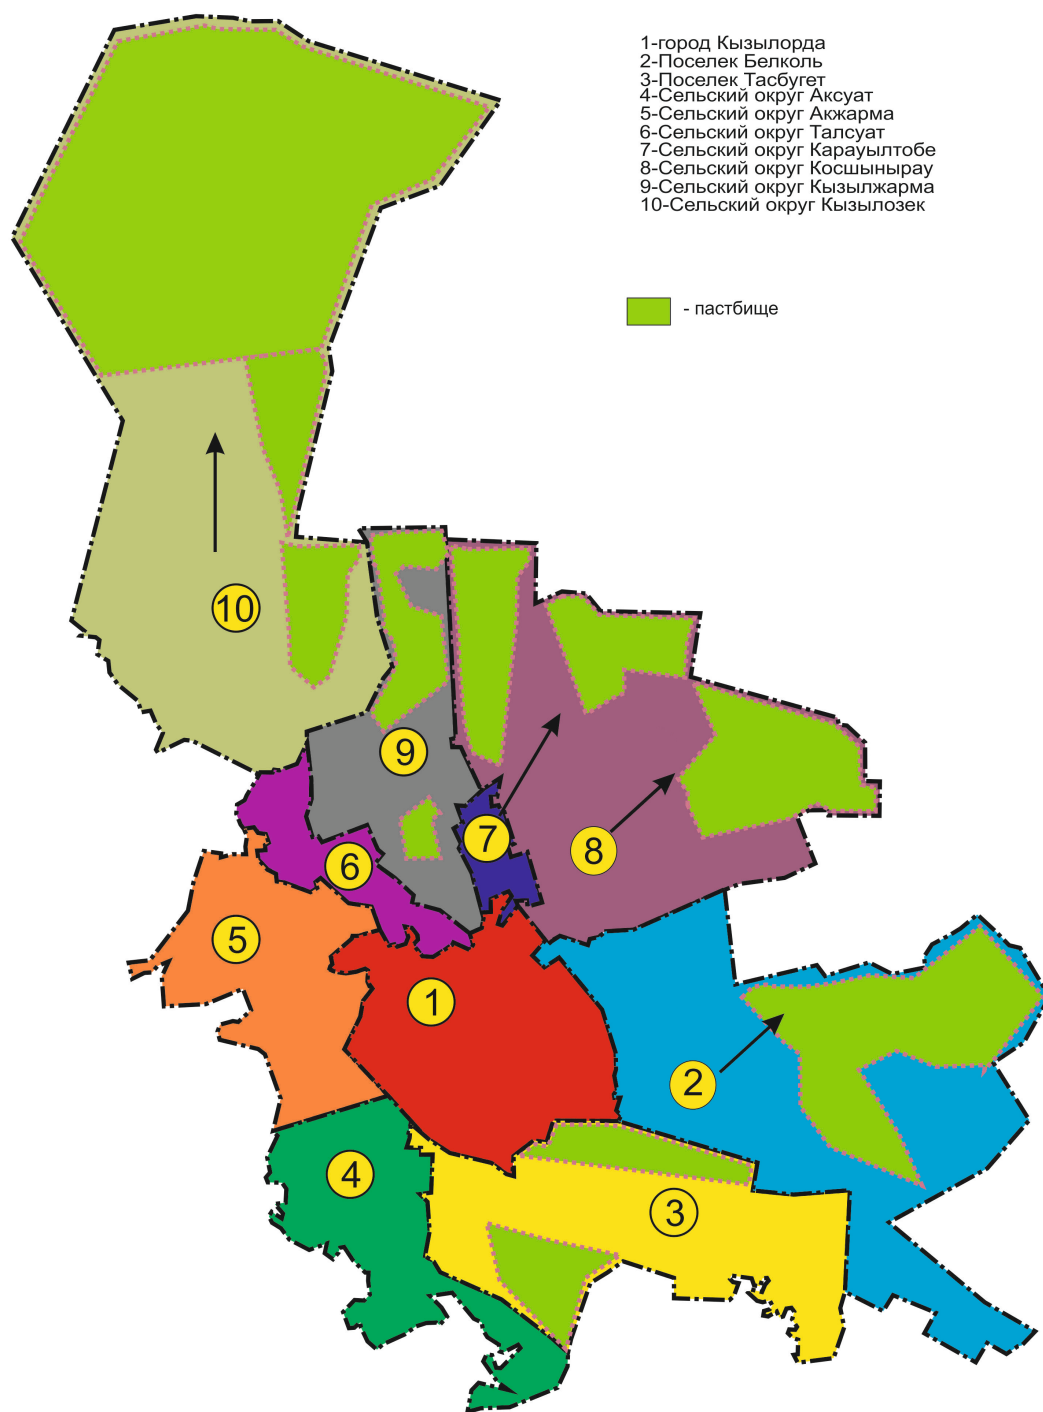 1-город Кызылорда
2-Поселек Белколь
3-Поселек Тасбугет
4-Сельский округ Аксуат
5-Сельский округ Акжарма
6-Сельский округ Талсуат
7-Сельский округ Карауылтобе
8-Сельский округ Косшынырау
9-Сельский округ Кызылжарма
10-Сельский округ Кызылозек
- пастбище
10
9
7
8
6
5
1
2
4
3